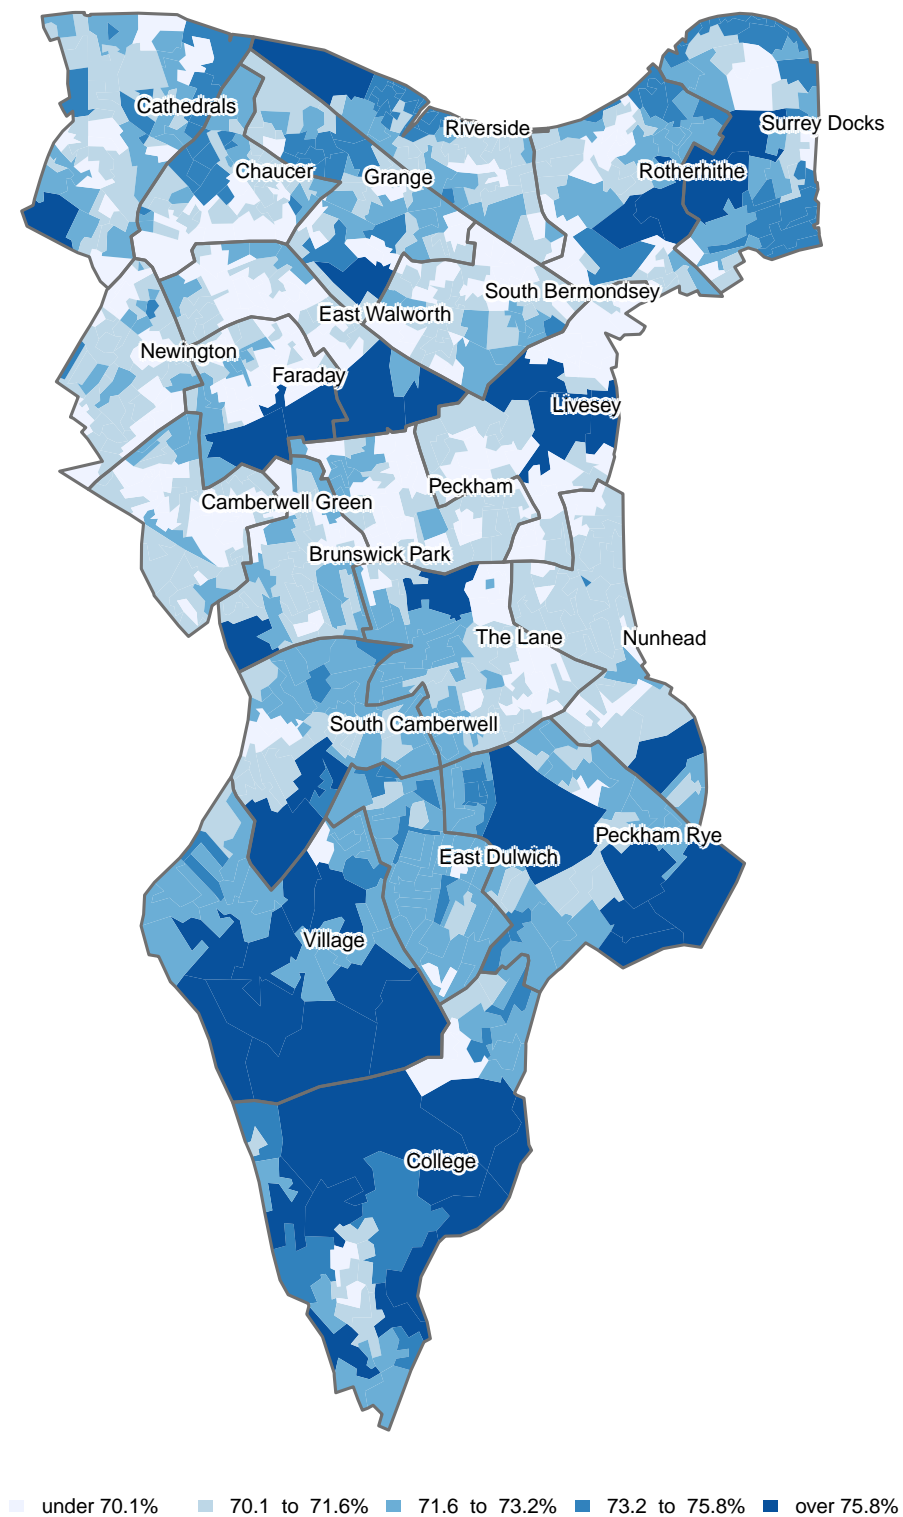 Cathedrals
Riverside
Surrey Docks
Chaucer
Grange
Rotherhithe
South Bermondsey
East Walworth
Newington
Faraday
Livesey
Peckham
Camberwell Green
Brunswick Park
The Lane
Nunhead
South Camberwell
Peckham Rye
East Dulwich
Village
College
under 70.1% 70.1 to 71.6% 71.6 to 73.2% 73.2 to 75.8% over 75.8%